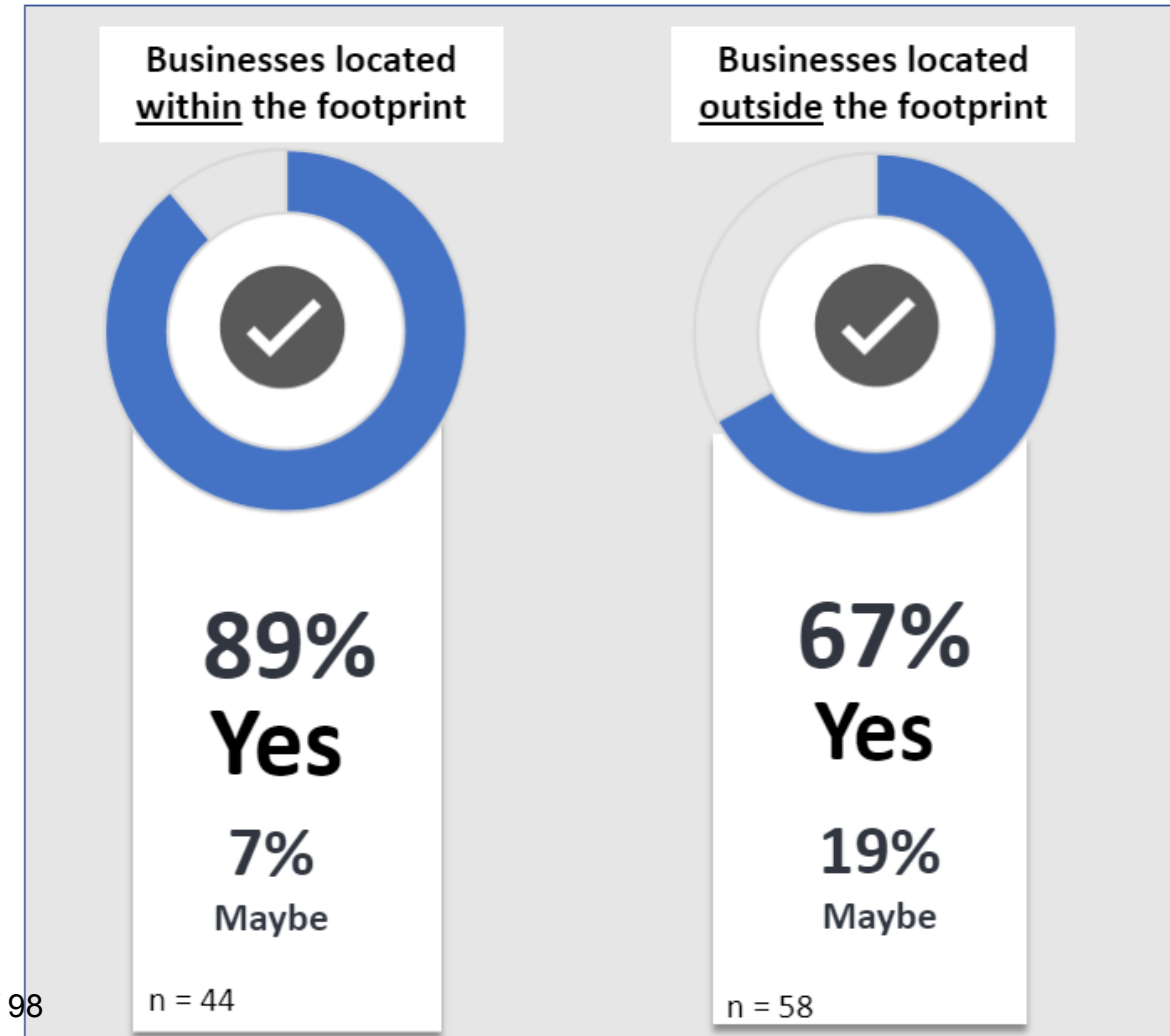 Businesses located
within the footprint
89%
Yes
7%
Maybe
n = 44
Businesses located
outside the footprint
67%
Yes
19%
Maybe
n = 58
98